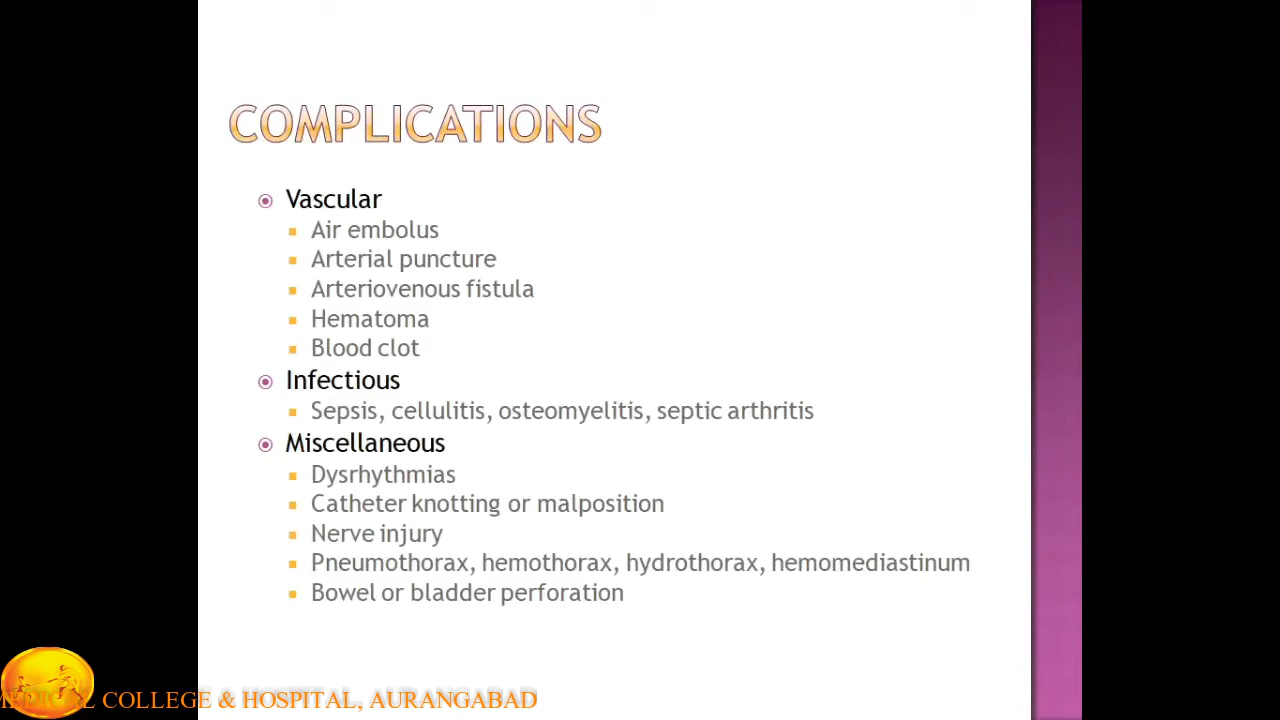 COMPLICATIONS
Vascular
Air embolus
Arterial puncture
Arteriovenous fistula
Hematoma
Blood clot
Infectious
Sepsis, cellulitis, osteomyelitis, septic arthritis
Miscellaneous
Dysrhythmias
Catheter knotting or malposition
Nerve injury
Pneumothorax, hemothorax, hydrothorax, hemomediastinum
Bowel or bladder perforation
MEDICAL COLLEGE & HOSPITAL, AURANGABAD